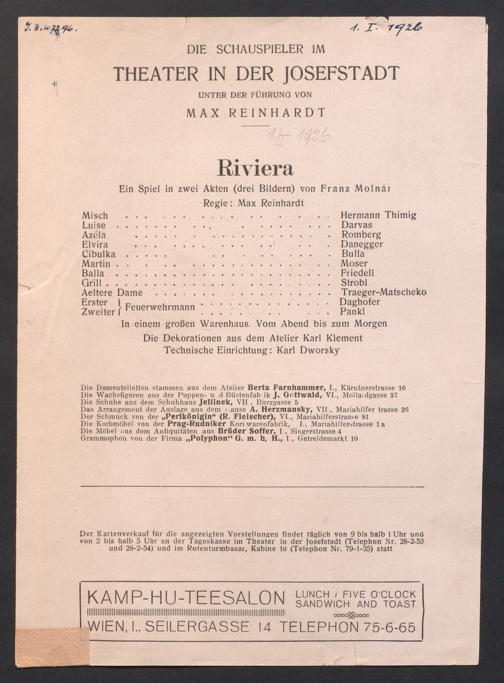 1. I. 1926
DIE SCHAUSPIELER IM
THEATER IN DER JOSEFSTADT
UNTER DER FÜHRUNG VON
MAX REINHARDT
1/I 1926
Riviera
Ein Spiel in zwei Akten (drei Bildern) von Franz Molnár
Regie: Max Reinhardt
Misch . . . . . . . . . . . . . Hermann Thimig
Luise . . . . . . . . . . . . . Darvas
Azéla . . . . . . . . . . . . . Romberg
Elvira . . . . . . . . . . . . . Danegger
Cibulka . . . . . . . . . . . . . Bulla
Martin . . . . . . . . . . . . . Moser
Balla . . . . . . . . . . . . . Friedell
Grill . . . . . . . . . . . . . Strobl
Aeltere Dame . . . . . . . . . . . . . Traeger-Matscheko
Erster } Feuerwehrmann . . . . . . . . . Daghofer
Zweiter } . . . . . . . . . Pankl
In einem großen Warenhaus. Vom Abend bis zum Morgen
Die Dekorationen aus dem Atelier Karl Klement
Technische Einrichtung: Karl Dworsky
Die Damentoiletten stammen aus dem Atelier Berta Farnhammer, I., Kärntnerstrasse 16
Die Wachsfiguren aus der Puppen- u d Büstenfab ik J. Gottwald, VI., 37
Die Schuhe aus dem Schuhhaus Jellinek, VII, Burggasse 5
Das Arrangement der Auslage aus dem ause A. Herzmansky, VII, Mariahilfer trasse 26
Der Schmuck von der „Perlkönigin" (R. Fleischer), VI., Mariahilferstrasse 81
Die Korbmöbel von der Prag-Rudniker Kor warenfabrik, Mariahilferstrasse 1a
Die Möbel aus dem Antiquitäten aus Brüder Soffer, I, Singerstrasse 4
Grammophon von der Firma „Polyphon" G. m. b, H., I, Getreidemarkt 10
Der Kartenverkauf für die angezeigten Vorstellungen findet täglich von 9 bis halb 1 Uhr und
von 2 bis halb 5 Uhr an der Tageskasse im Theater in der Josefstadt (Telephon Nr. 28-2-53
und 28-2-54) und im Rotenturmbasar, Kabine 10 (Telephon Nr. 79-1-35) statt
KAMP-HU-TEESALON LUNCH / FIVE O'CLOCK
SANDWICH AND TOAST
WIEN, I., SEILERGASSE 14 TELEPHON 75-6-65